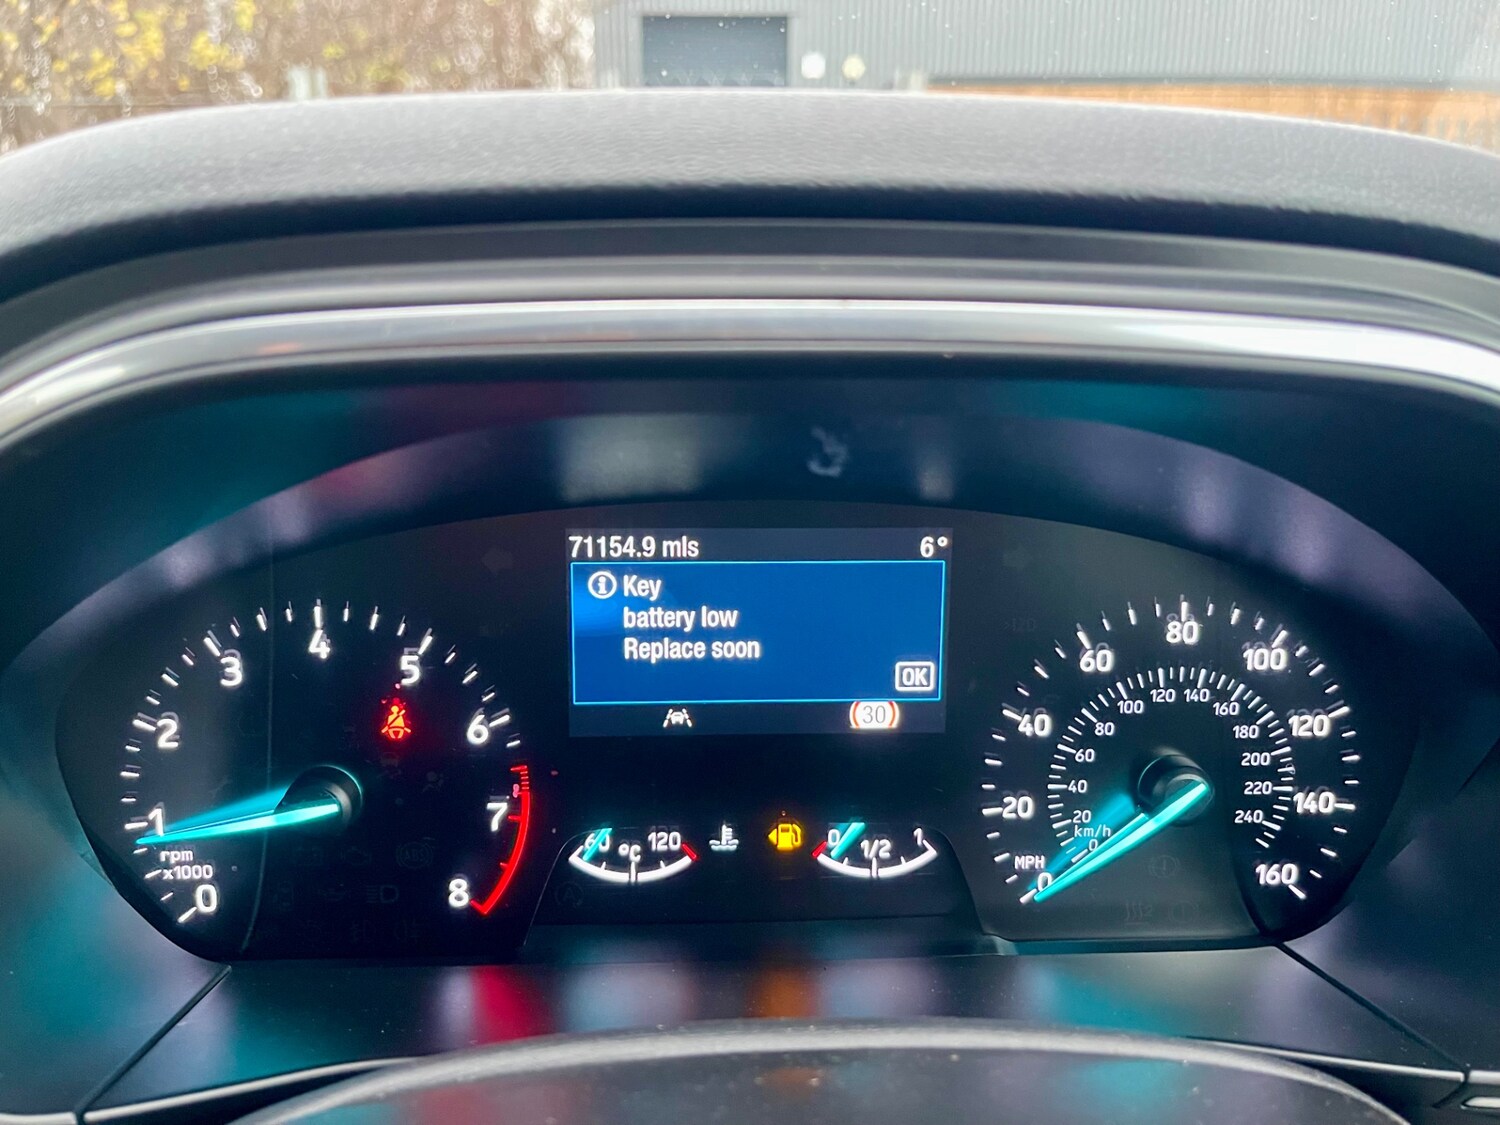 71154.9 mls 6°
Key
battery low
Replace soon
OK
30
0 1 2 3 4 5 6 7 8
rpm
x1000
60 °C 120
0 1/2 1
0 20 40 60 80 100 120 140 160
MPH
km/h
0 20 40 60 80 100 120 140 160 180 200 220 240